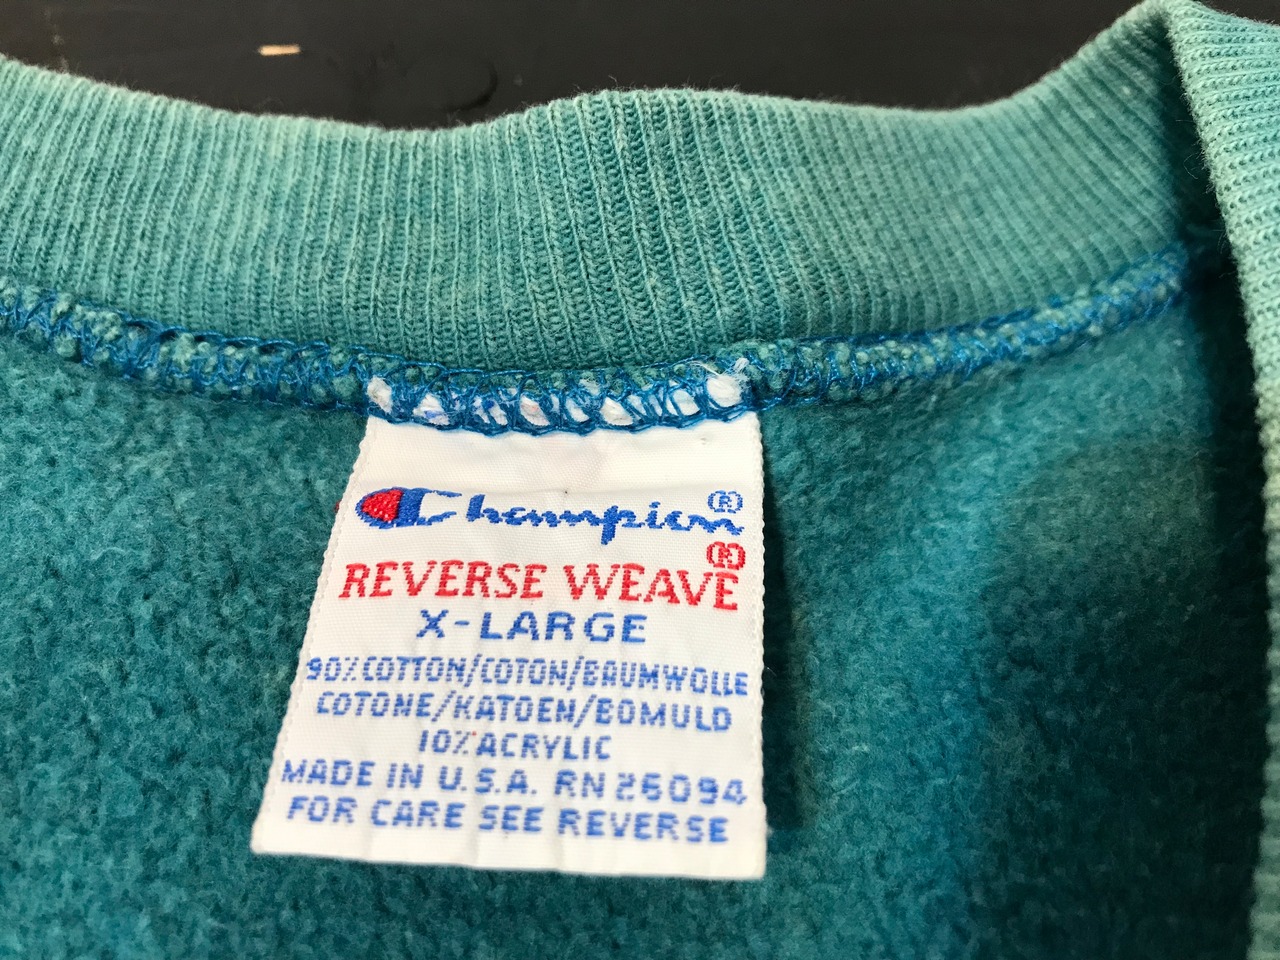 Champion®
REVERSE WEAVE®
X-LARGE
90% COTTON/COTON/BAUMWOLLE
COTONE/KATOEN/BOMULD
10% ACRYLIC
MADE IN U.S.A. RN 26094
FOR CARE SEE REVERSE